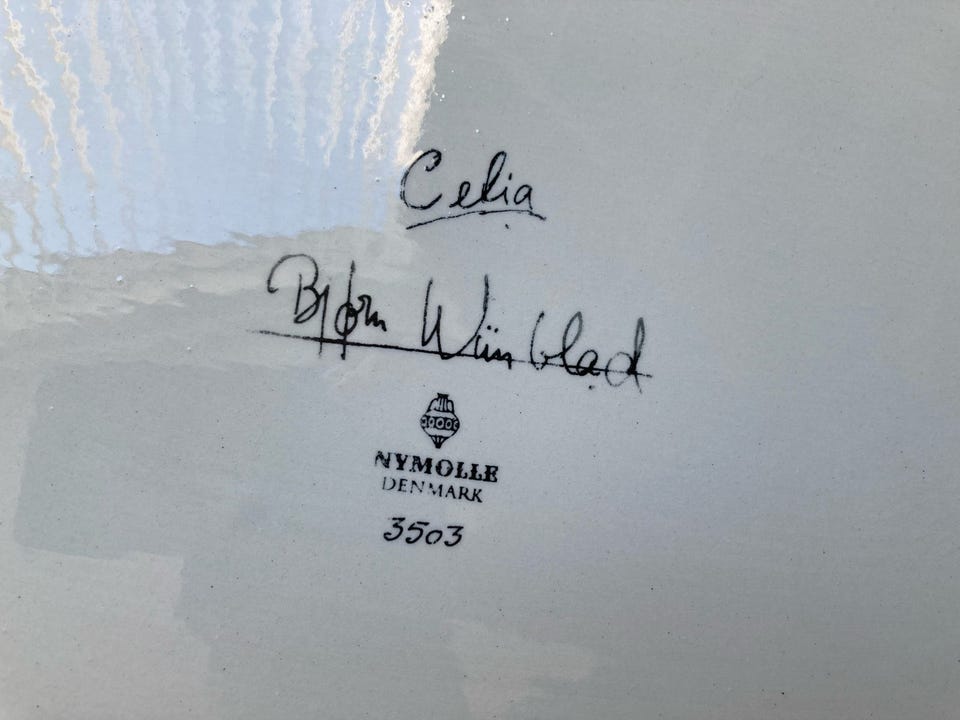 Celia
Bjørn Wiinblad
NYMOLLE
DENMARK
3503